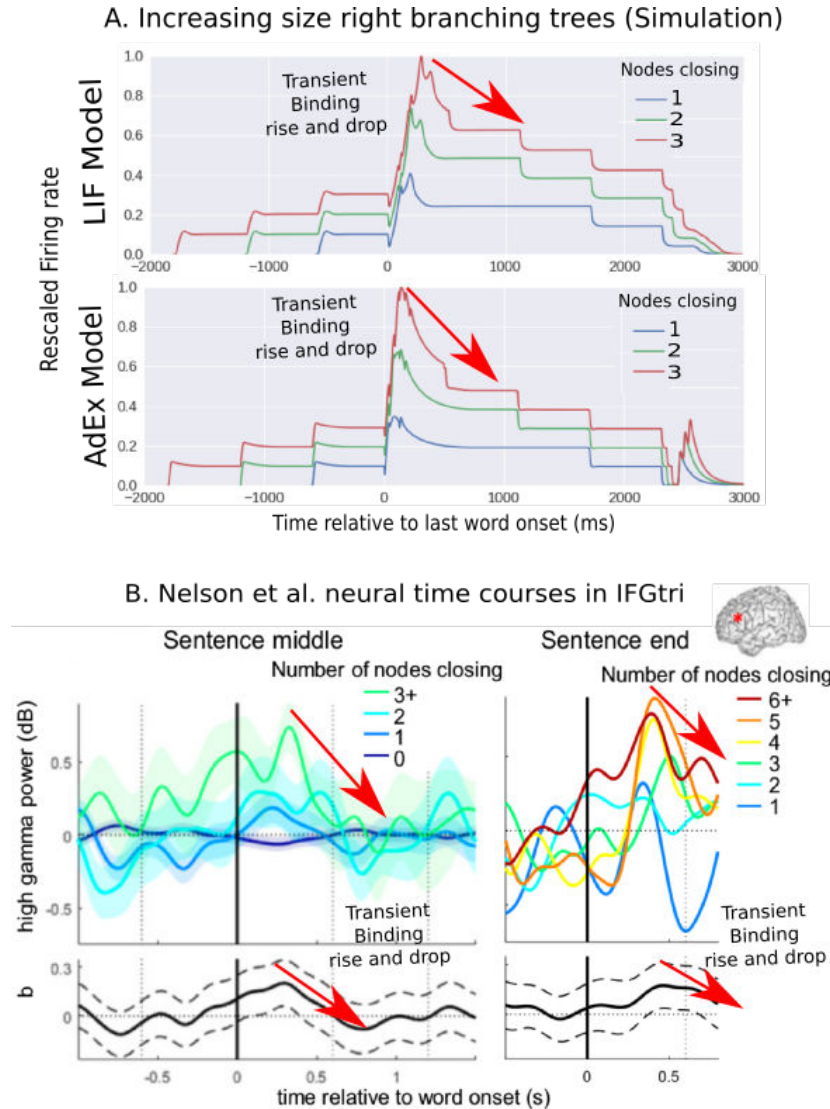 A. Increasing size right branching trees (Simulation)
LIF Model
Rescaled Firing rate
Transient
Binding
rise and drop
Nodes closing
1
2
3
1.0
0.8
0.6
0.4
0.2
0.0
−2000 −1000 0 1000 2000 3000
AdEx Model
Transient
Binding
rise and drop
Nodes closing
1
2
3
1.0
0.8
0.6
0.4
0.2
0.0
−2000 −1000 0 1000 2000 3000
Time relative to last word onset (ms)
B. Nelson et al. neural time courses in IFGtri
*
Sentence middle
Number of nodes closing
3+
2
1
0
high gamma power (dB)
0.5
0
-0.5
Sentence end
Number of nodes closing
6+
5
4
3
2
1
Transient
Binding
rise and drop
Transient
Binding
rise and drop
b
0.3
0
-0.5 0 0.5 1 1.5
0 0.5
time relative to word onset (s)